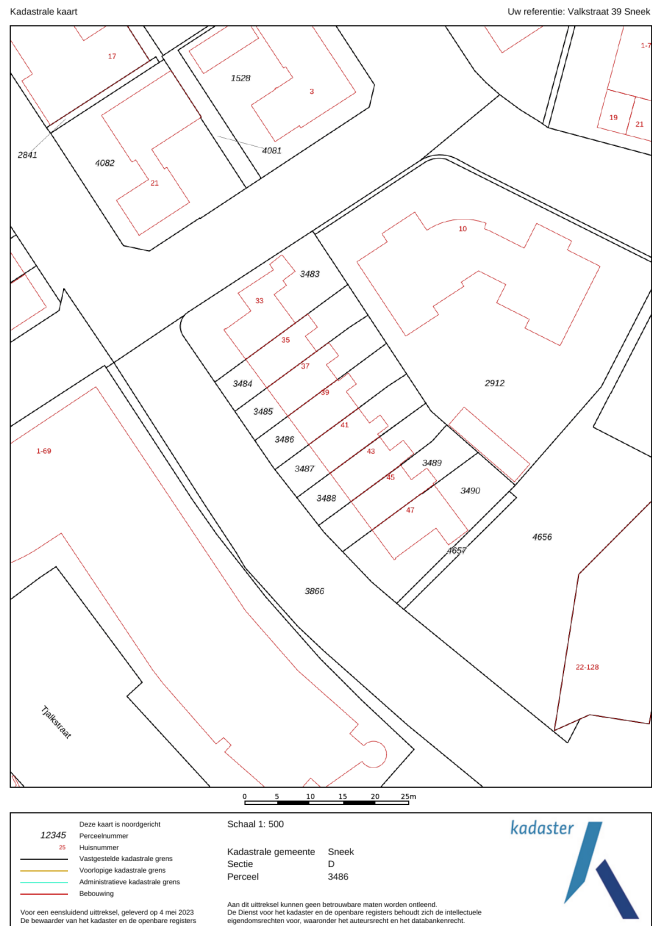 Kadastrale kaart
Uw referentie: Valkstraat 39 Sneek
17
1528
3
1-7
19
21
2841
4082
4081
21
10
3483
33
35
37
3484
39
2912
3485
41
3486
1-69
43
3489
3487
45
3490
3488
47
4656
4657
3866
22-128
Tjalkstraat
0 5 10 15 20 25m
Deze kaart is noordgericht
12345 Perceelnummer
25 Huisnummer
Vastgestelde kadastrale grens
Voorlopige kadastrale grens
Administratieve kadastrale grens
Bebouwing
Voor een eensluidend uittreksel, geleverd op 4 mei 2023
De bewaarder van het kadaster en de openbare registers
Schaal 1: 500
Kadastrale gemeente Sneek
Sectie D
Perceel 3486
Aan dit uittreksel kunnen geen betrouwbare maten worden ontleend.
De Dienst voor het kadaster en de openbare registers behoudt zich de intellectuele
eigendomsrechten voor, waaronder het auteursrecht en het databankenrecht.
kadaster